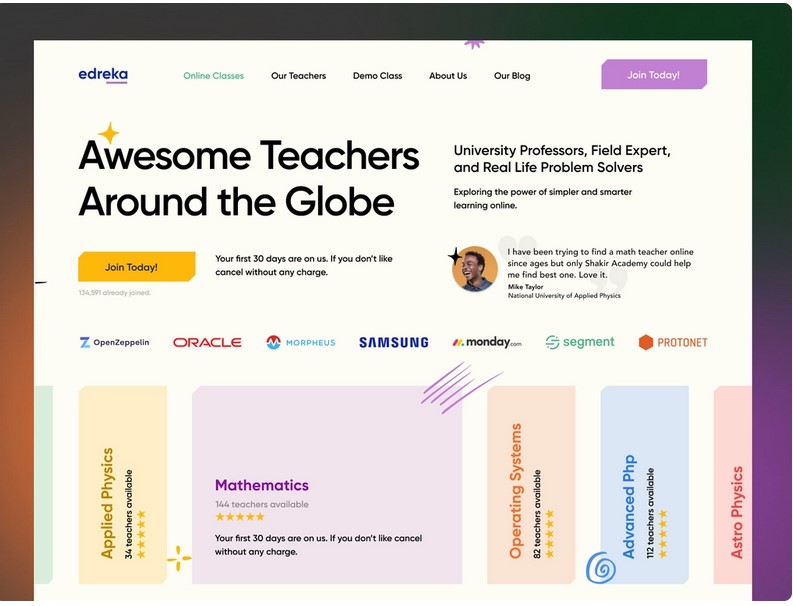 edreka
Online Classes
Our Teachers
Demo Class
About Us
Our Blog
Join Today!
Awesome Teachers
Around the Globe
University Professors, Field Expert,
and Real Life Problem Solvers
Exploring the power of simpler and smarter
learning online.
Join Today!
134,591 already joined.
Your first 30 days are on us. If you don't like
cancel without any charge.
I have been trying to find a math teacher online
since ages but only Shakir Academy could help
me find best one. Love it.
Mike Taylor
National University of Applied Physics
OpenZeppelin
ORACLE
MORPHEUS
SAMSUNG
monday.com
segment
PROTONET
Applied Physics
34 teachers available
Mathematics
144 teachers available
Your first 30 days are on us. If you don't like cancel
without any charge.
Operating Systems
82 teachers available
Advanced Php
112 teachers available
Astro Physics